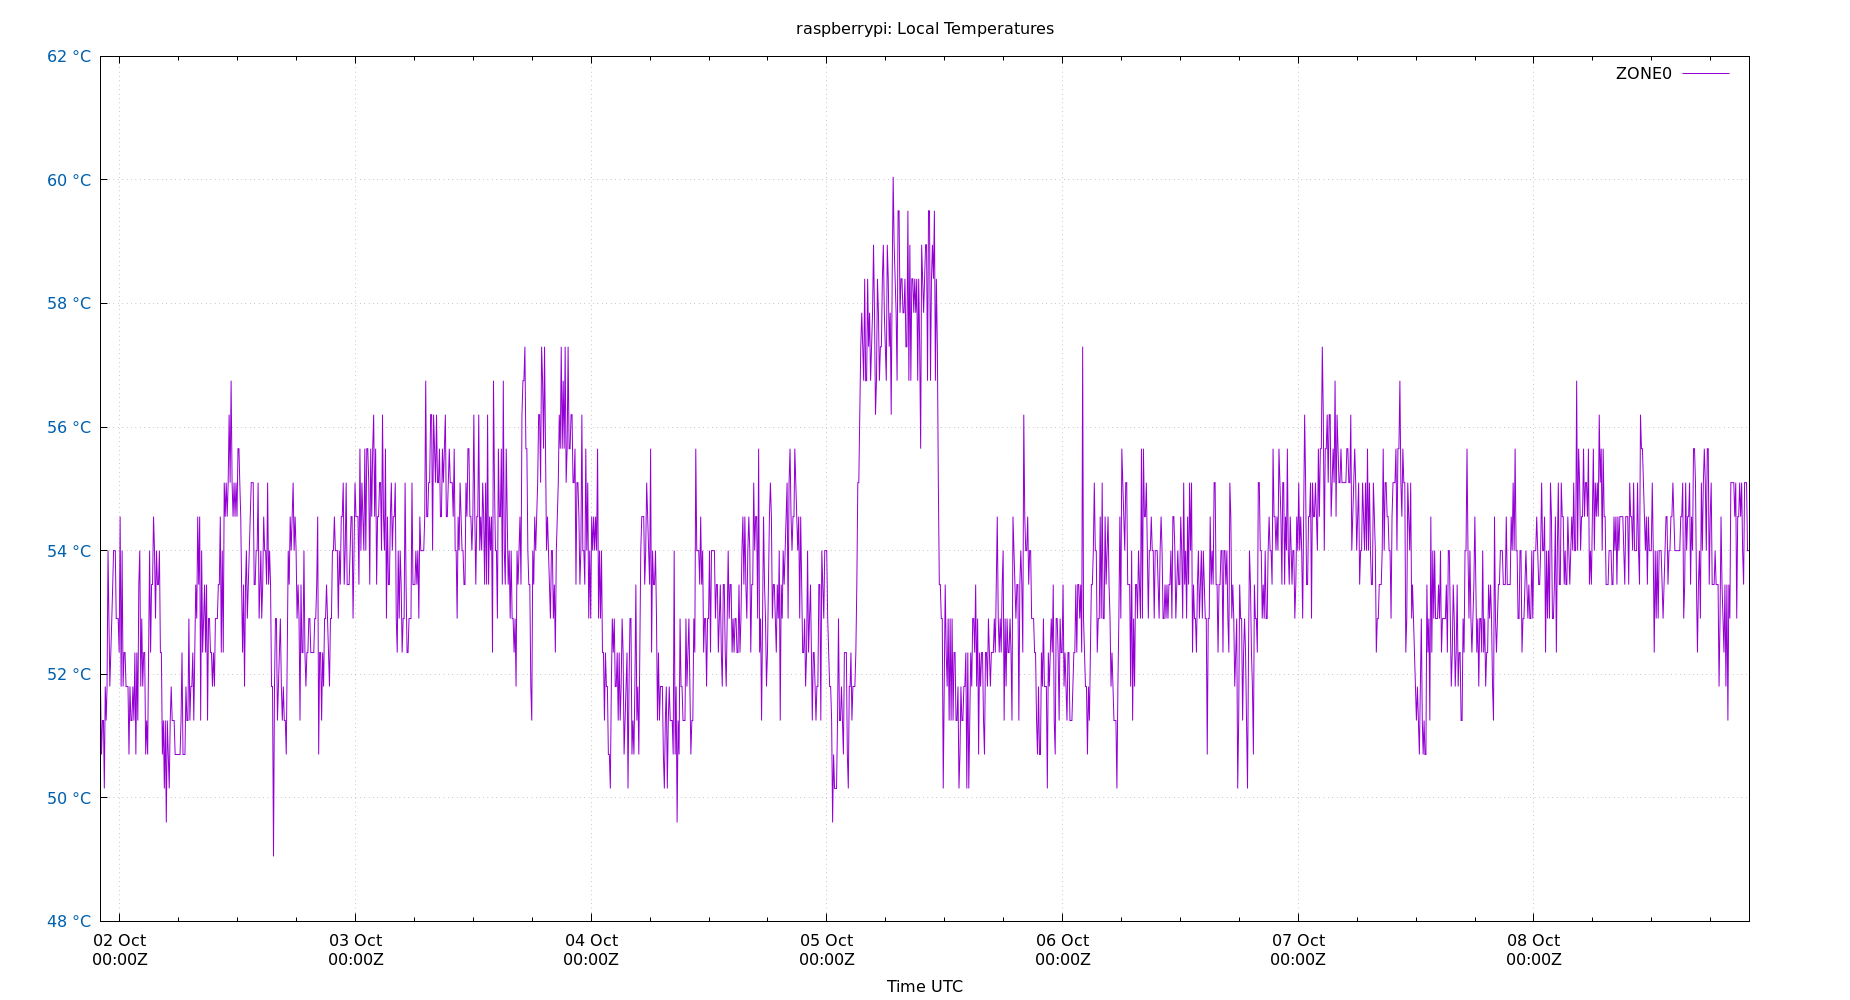 raspberrypi: Local Temperatures
ZONE0
62 °C
60 °C
58 °C
56 °C
54 °C
52 °C
50 °C
48 °C
02 Oct 03 Oct 04 Oct 05 Oct 06 Oct 07 Oct 08 Oct
00:00Z 00:00Z 00:00Z 00:00Z 00:00Z 00:00Z 00:00Z
Time UTC